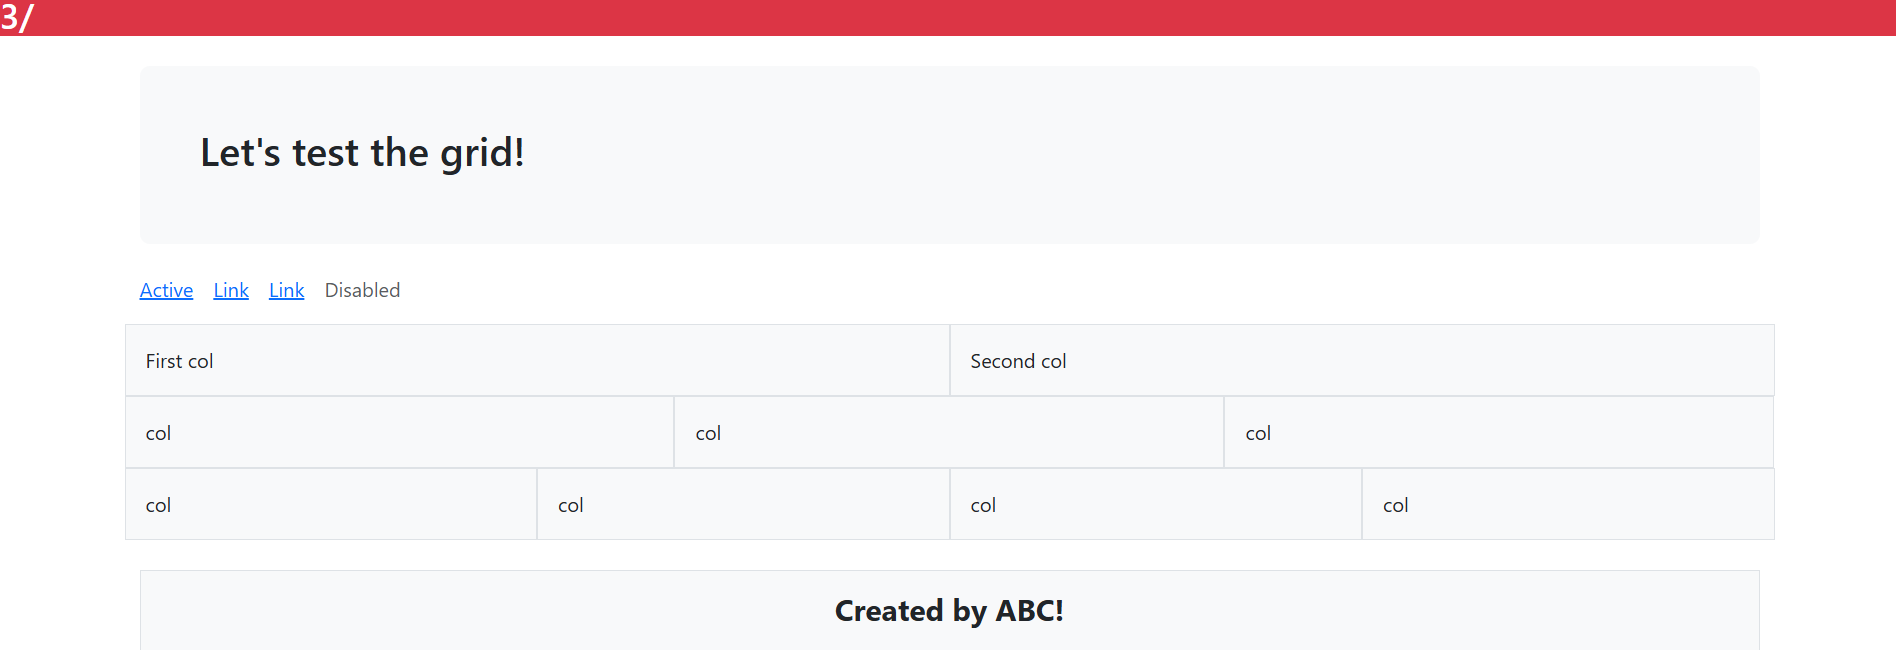 3/
Let's test the grid!
Active Link Link Disabled
First col Second col
col col col
col col col col
Created by ABC!